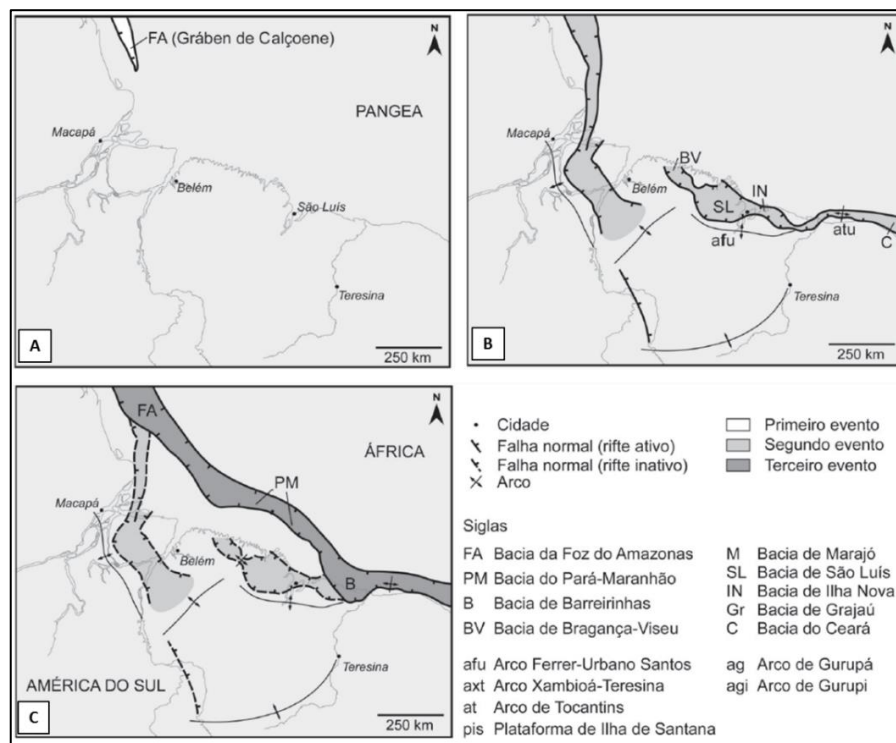 FA (Gráben de Calçoene)
N
PANGEA
Macapá
Belém
São Luís
Teresina
A
250 km
N
Macapá
BV
Belém
IN
SL
afu
atu
C
Teresina
B
250 km
FA
N
ÁFRICA
PM
Macapá
Belém
B
Teresina
AMÉRICA DO SUL
C
250 km
Cidade
Falha normal (rifte ativo)
Falha normal (rifte inativo)
Arco
Primeiro evento
Segundo evento
Terceiro evento
Siglas
FA Bacia da Foz do Amazonas
PM Bacia do Pará-Maranhão
B Bacia de Barreirinhas
BV Bacia de Bragança-Viseu
M Bacia de Marajó
SL Bacia de São Luís
IN Bacia de Ilha Nova
Gr Bacia de Grajaú
C Bacia do Ceará
afu Arco Ferrer-Urbano Santos
axt Arco Xambioá-Teresina
at Arco de Tocantins
pis Plataforma de Ilha de Santana
ag Arco de Gurupá
agi Arco de Gurupi